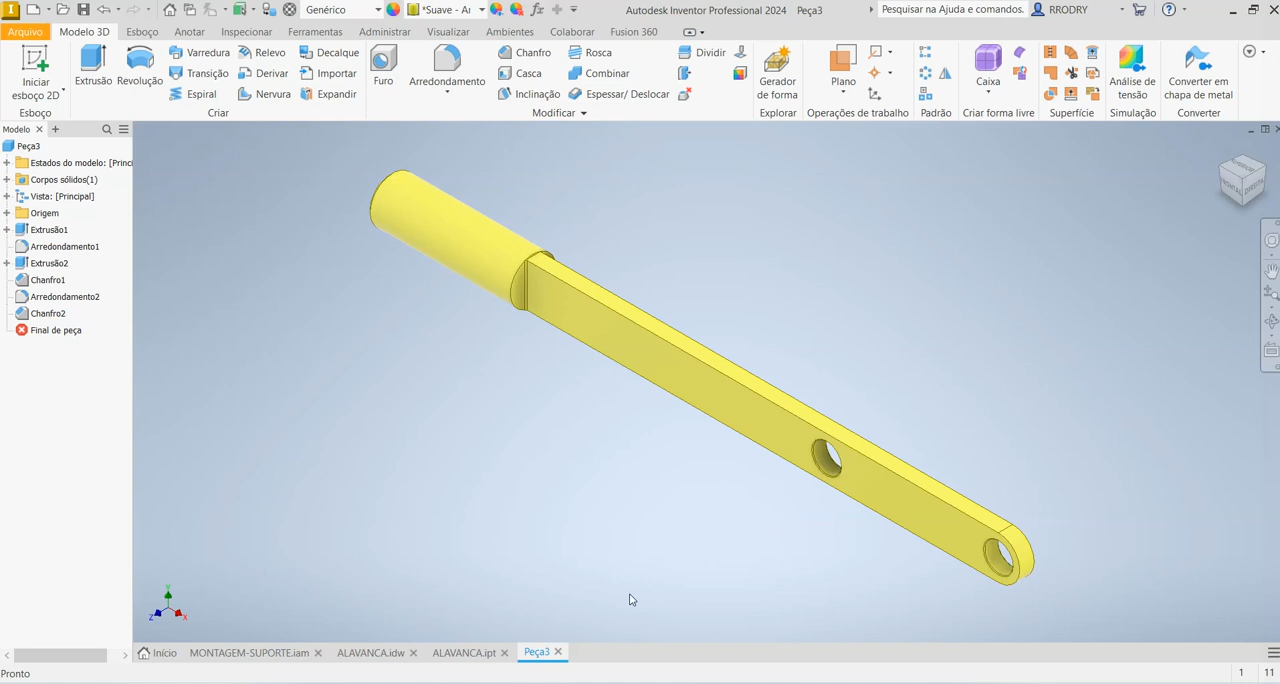 Genérico
*Suave - Ar
Autodesk Inventor Professional 2024 Peça3
Pesquisar na Ajuda e comandos.
RRODRY
Arquivo Modelo 3D Esboço Anotar Inspecionar Ferramentas Administrar Visualizar Ambientes Colaborar Fusion 360
Iniciar
esboço 2D
Esboço
Extrusão
Revolução
Varredura
Transição
Espiral
Relevo
Derivar
Nervura
Decalque
Importar
Expandir
Criar
Furo
Arredondamento
Chanfro
Casca
Inclinação
Rosca
Combinar
Espessar/ Deslocar
Dividir
Modificar
Gerador
de forma
Explorar
Plano
Operações de trabalho
Padrão
Caixa
Criar forma livre
Superfície
Análise de
tensão
Simulação
Converter em
chapa de metal
Converter
Modelo
Peça3
Estados do modelo: [Princi
Corpos sólidos(1)
Vista: [Principal]
Origem
Extrusão1
Arredondamento1
Extrusão2
Chanfro1
Arredondamento2
Chanfro2
Final de peça
SUPERIOR
FRONTAL
DIREITA
Y
Z
X
Início
MONTAGEM-SUPORTE.iam
ALAVANCA.idw
ALAVANCA.ipt
Peça3
Pronto
1 11